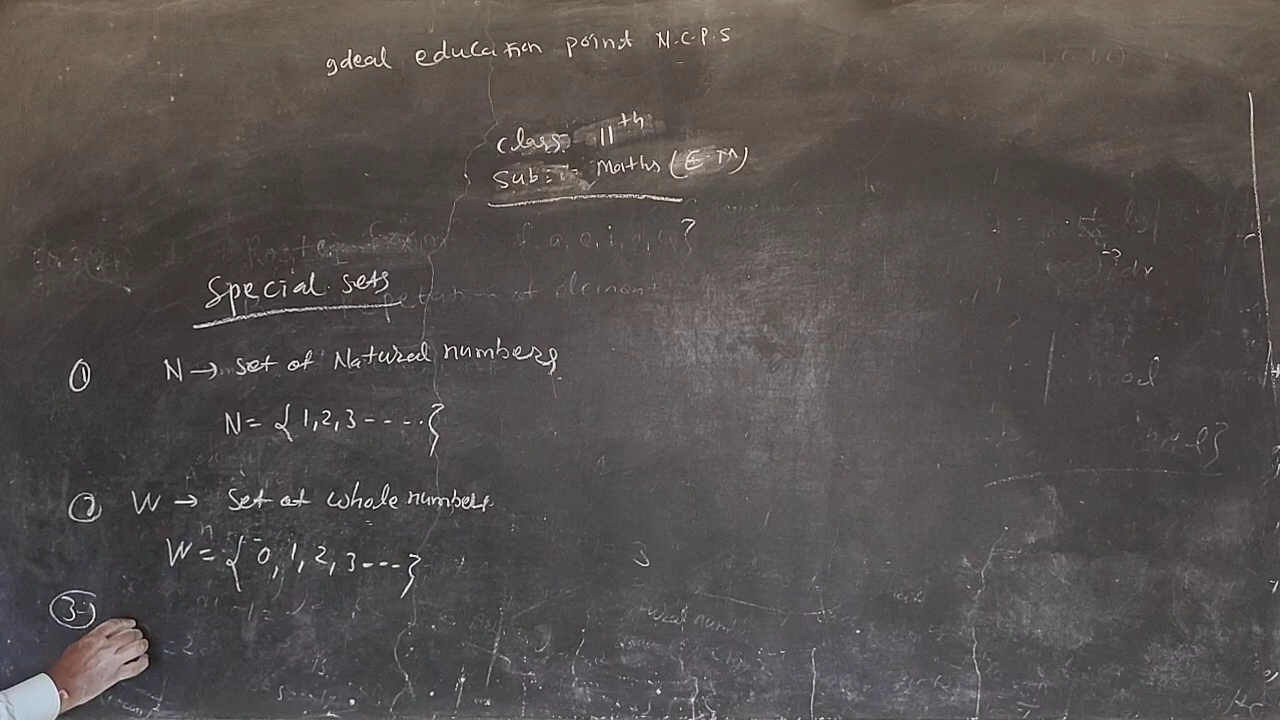 Ideal education point N.C.P.S
Class 11th
Sub:- Maths (E.M)
Special sets
① N → set of Natural numbers
N = {1,2,3 - - - - -}
② W → Set of whole numbers
W = {0, 1, 2, 3 - - - -}
③